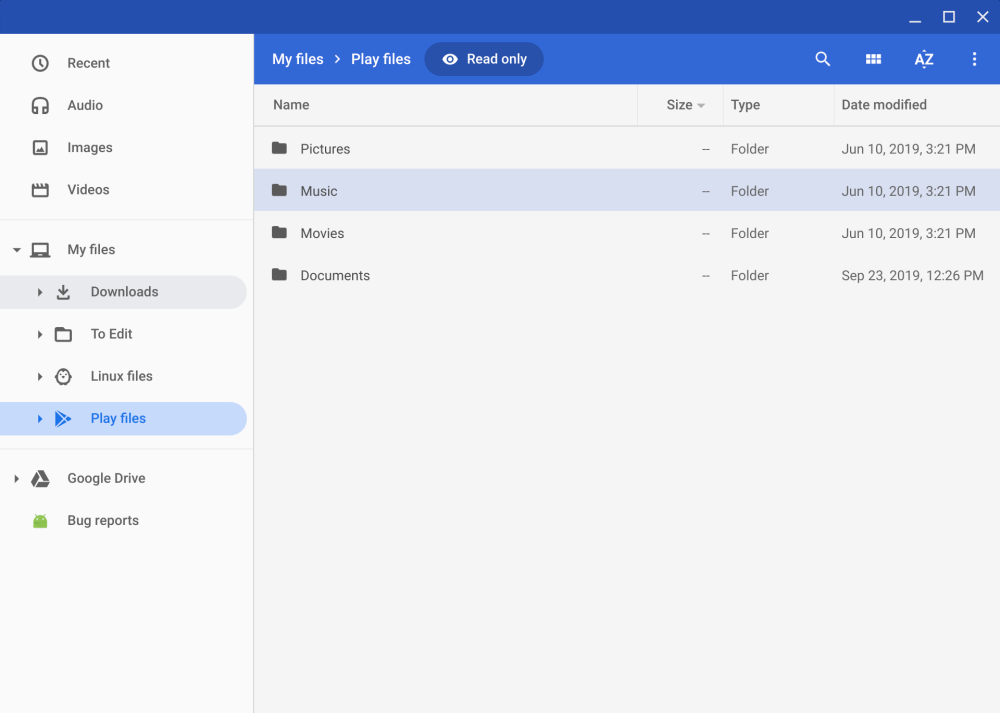 My files › Play files Read only AZ
Recent
Audio
Images
Videos
My files
Downloads
To Edit
Linux files
Play files
Google Drive
Bug reports
Name Size Type Date modified
Pictures -- Folder Jun 10, 2019, 3:21 PM
Music -- Folder Jun 10, 2019, 3:21 PM
Movies -- Folder Jun 10, 2019, 3:21 PM
Documents -- Folder Sep 23, 2019, 12:26 PM